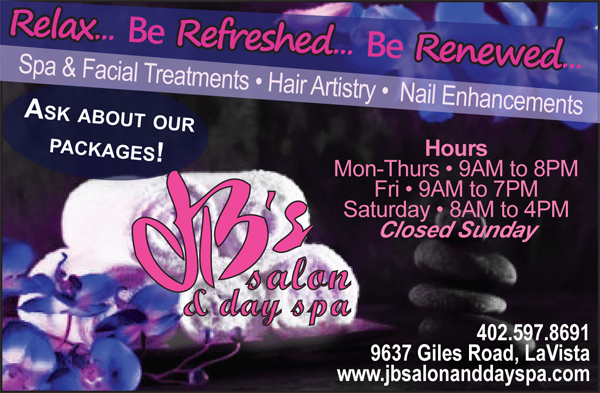 Relax... Be Refreshed... Be Renewed...
Spa & Facial Treatments • Hair Artistry • Nail Enhancements
ASK ABOUT OUR
PACKAGES!
Hours
Mon-Thurs • 9AM to 8PM
Fri • 9AM to 7PM
Saturday • 8AM to 4PM
Closed Sunday
JB's
salon
& day spa
402.597.8691
9637 Giles Road, LaVista
www.jbsalonanddayspa.com